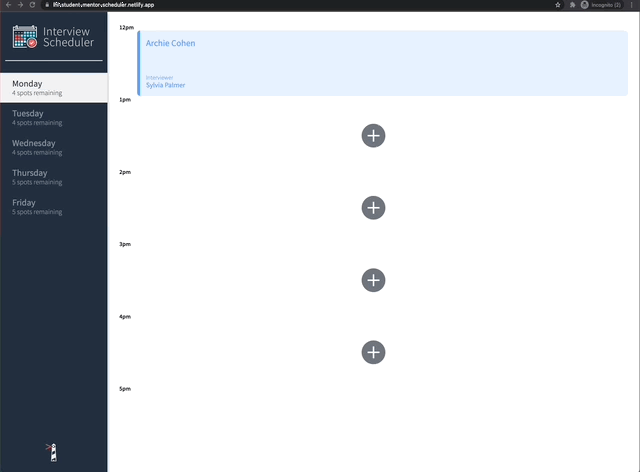 lhl-student-mentor-scheduler.netlify.app
Incognito (3)
Interview
Scheduler
Monday
4 spots remaining
Tuesday
4 spots remaining
Wednesday
4 spots remaining
Thursday
5 spots remaining
Friday
5 spots remaining
12pm
Archie Cohen
Interviewer
Sylvia Palmer
1pm
2pm
3pm
4pm
5pm